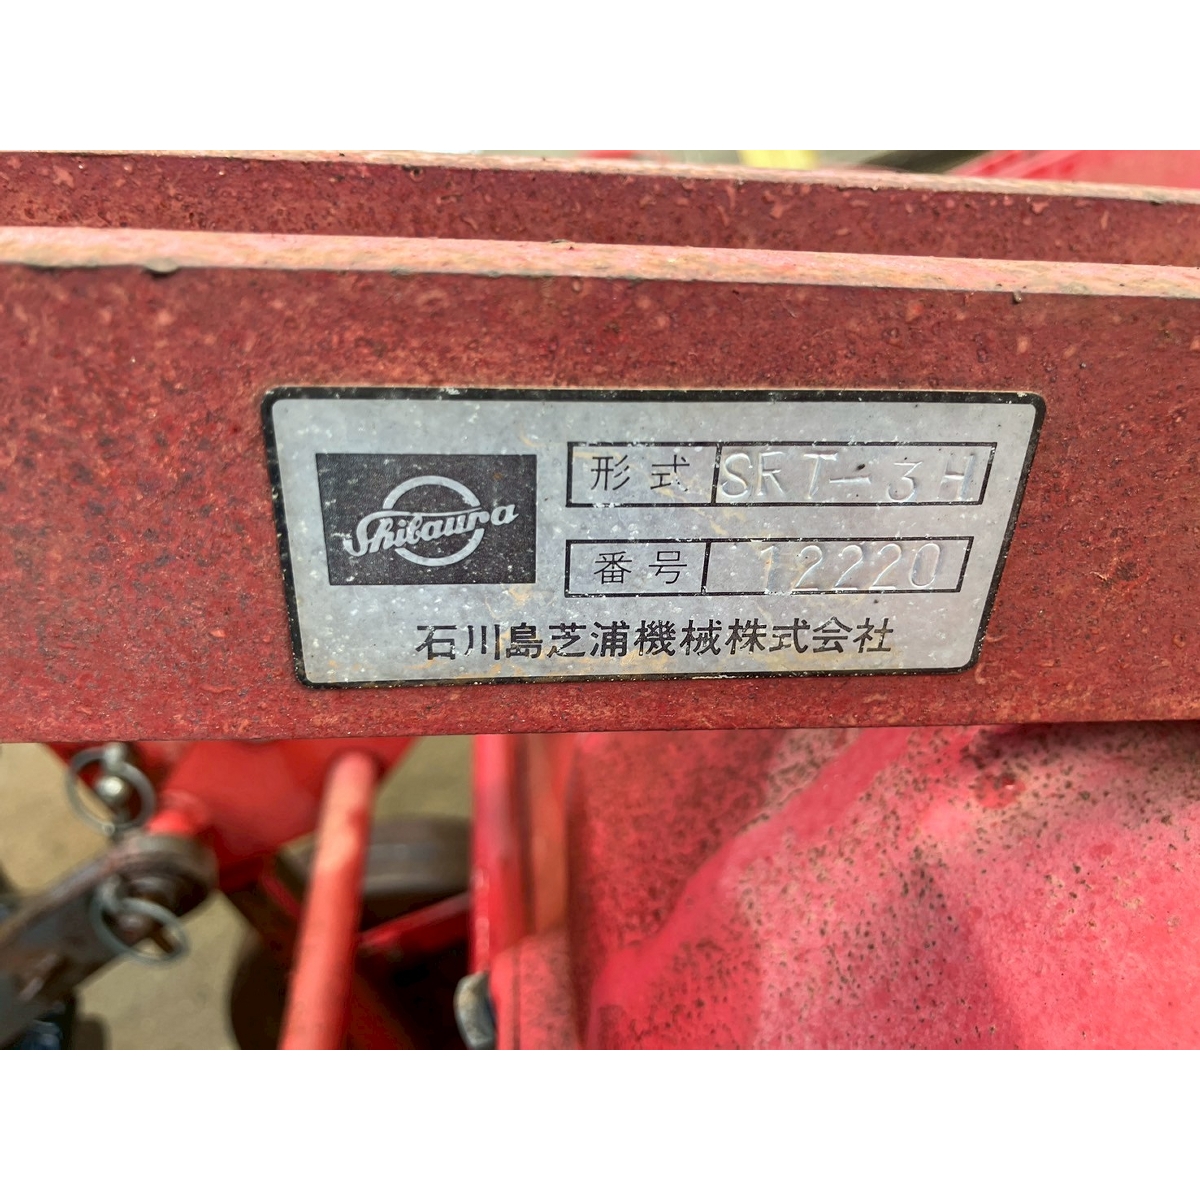 Shibaura
形式 SRT-3H
番号 12220
石川島芝浦機械株式会社